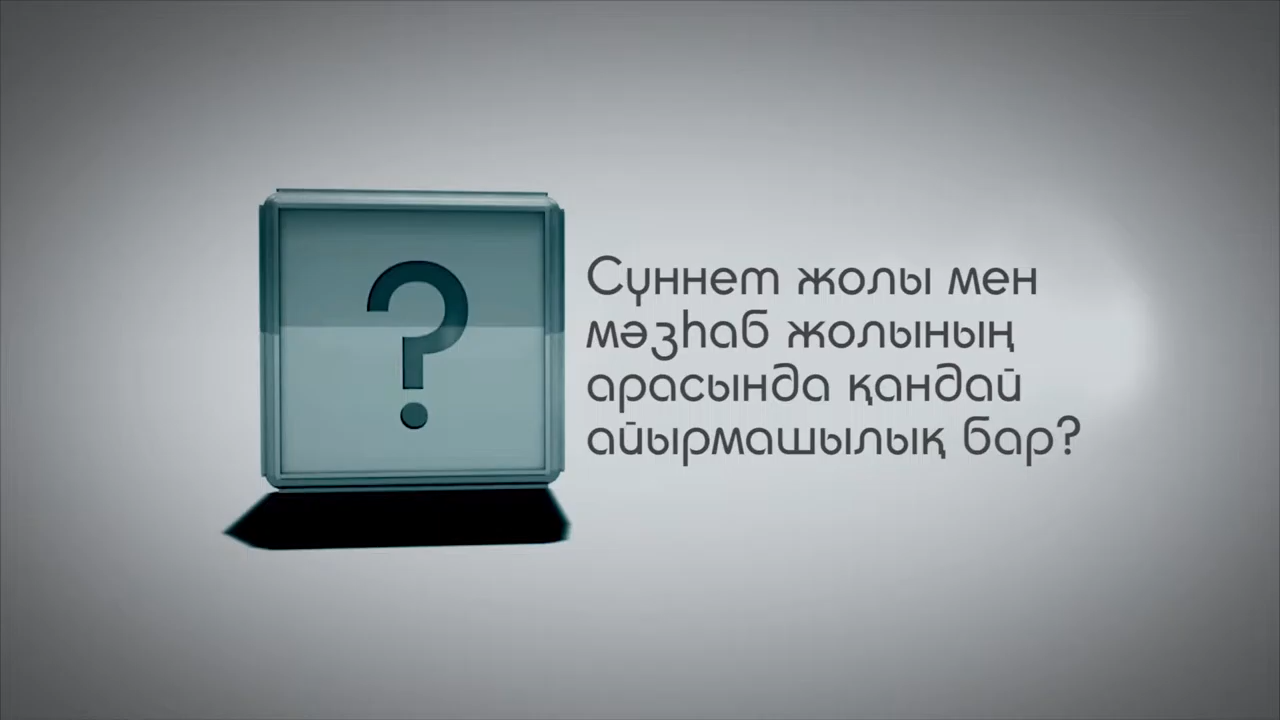 ?
Сүннет жолы мен
мәзһаб жолының
арасында қандай
айырмашылық бар?